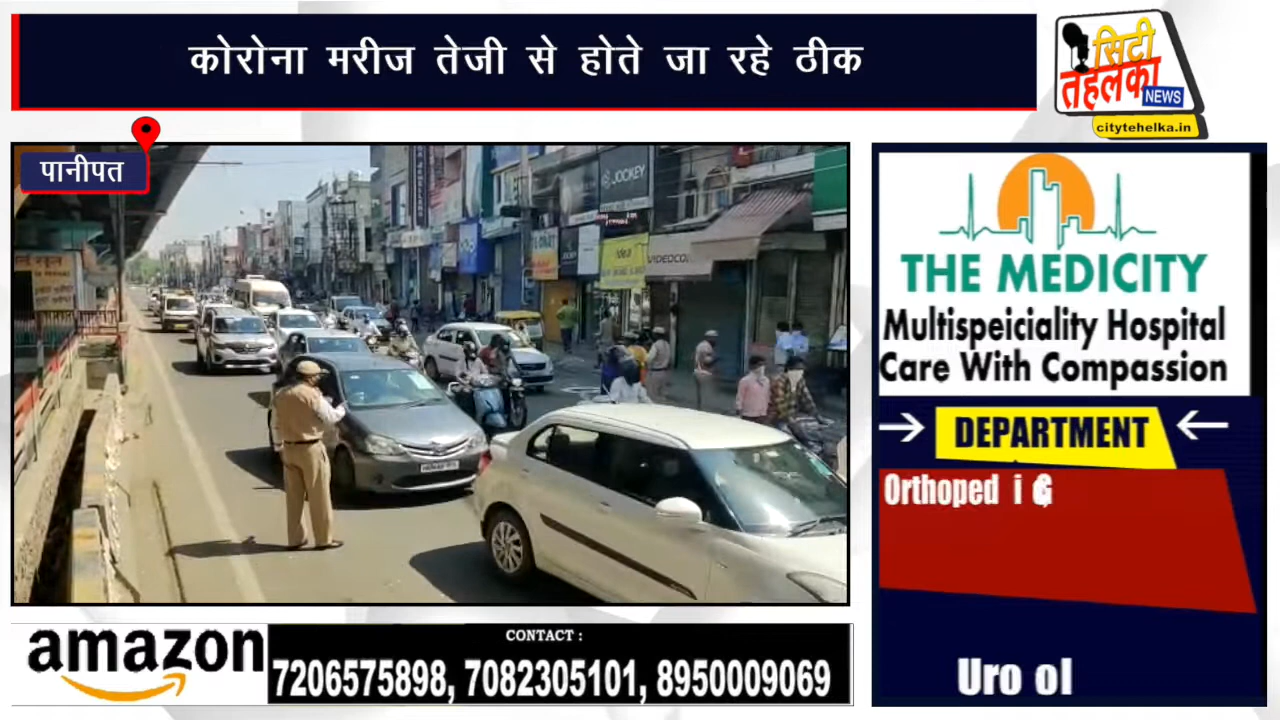 कोरोना मरीज तेजी से होते जा रहे ठीक
सिटी
तहलका
NEWS
citytehelka.in
पानीपत
JOCKEY
VIDEOCO
THE MEDICITY
Multispeiciality Hospital
Care With Compassion
DEPARTMENT
Orthoped i
Uro ol
amazon
CONTACT :
7206575898, 7082305101, 8950009069